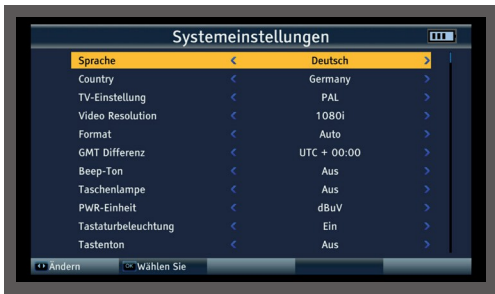 Systemeinstellungen
Sprache < Deutsch >
Country < Germany >
TV-Einstellung < PAL >
Video Resolution < 1080i >
Format < Auto >
GMT Differenz < UTC + 00:00 >
Beep-Ton < Aus >
Taschenlampe < Aus >
PWR-Einheit < dBuV >
Tastaturbeleuchtung < Ein >
Tastenton < Aus >
Ändern OK Wählen Sie